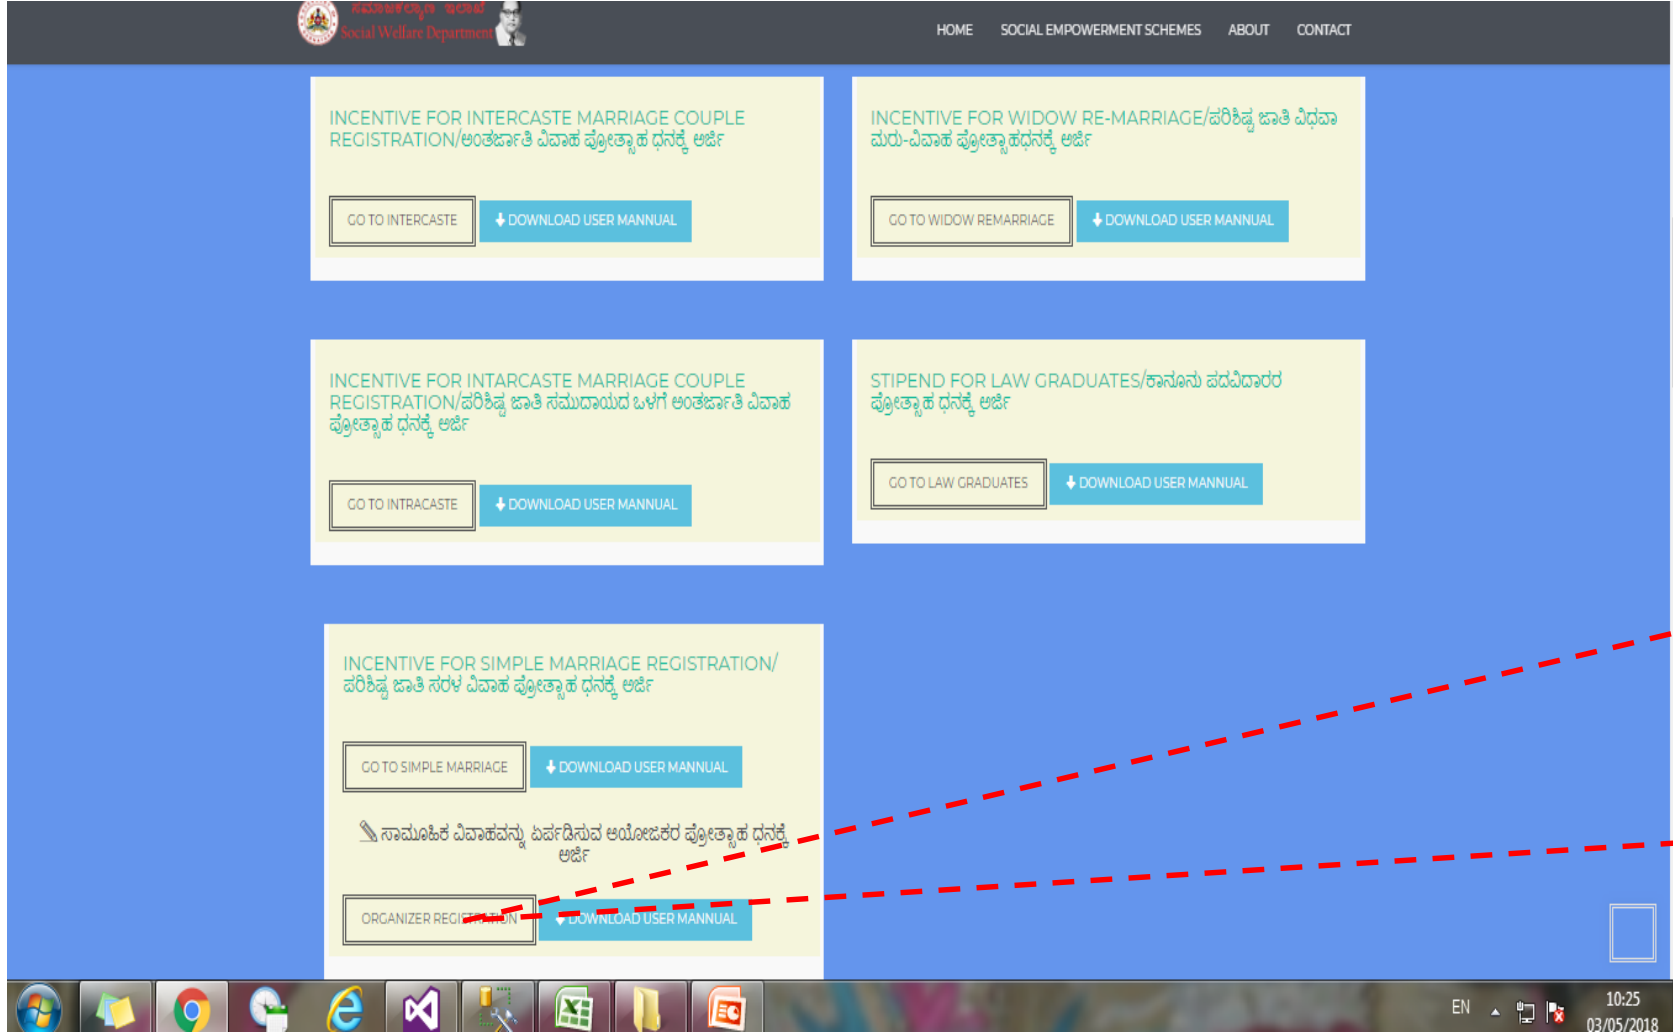 ಸಮಾಜಕಲ್ಯಾಣ ಇಲಾಖೆ
Social Welfare Department
HOME SOCIAL EMPOWERMENT SCHEMES ABOUT CONTACT
INCENTIVE FOR INTERCASTE MARRIAGE COUPLE
REGISTRATION/ಅಂತರ್ಜಾತಿ ವಿವಾಹ ಪ್ರೋತ್ಸಾಹ ಧನಕ್ಕೆ ಅರ್ಜಿ
GO TO INTERCASTE DOWNLOAD USER MANNUAL
INCENTIVE FOR WIDOW RE-MARRIAGE/ಪರಿಶಿಷ್ಟ ಜಾತಿ ವಿಧವಾ
ಮರು-ವಿವಾಹ ಪ್ರೋತ್ಸಾಹಧನಕ್ಕೆ ಅರ್ಜಿ
GO TO WIDOW REMARRIAGE DOWNLOAD USER MANNUAL
INCENTIVE FOR INTARCASTE MARRIAGE COUPLE
REGISTRATION/ಪರಿಶಿಷ್ಟ ಜಾತಿ ಸಮುದಾಯದ ಒಳಗೆ ಅಂತರ್ಜಾತಿ ವಿವಾಹ
ಪ್ರೋತ್ಸಾಹ ಧನಕ್ಕೆ ಅರ್ಜಿ
GO TO INTRACASTE DOWNLOAD USER MANNUAL
STIPEND FOR LAW GRADUATES/ಕಾನೂನು ಪದವಿದಾರರ
ಪ್ರೋತ್ಸಾಹ ಧನಕ್ಕೆ ಅರ್ಜಿ
GO TO LAW GRADUATES DOWNLOAD USER MANNUAL
INCENTIVE FOR SIMPLE MARRIAGE REGISTRATION/
ಪರಿಶಿಷ್ಟ ಜಾತಿ ಸರಳ ವಿವಾಹ ಪ್ರೋತ್ಸಾಹ ಧನಕ್ಕೆ ಅರ್ಜಿ
GO TO SIMPLE MARRIAGE DOWNLOAD USER MANNUAL
ಸಾಮೂಹಿಕ ವಿವಾಹವನ್ನು ಏರ್ಪಡಿಸುವ ಆಯೋಜಕರ ಪ್ರೋತ್ಸಾಹ ಧನಕ್ಕೆ
ಅರ್ಜಿ
ORGANIZER REGISTRATION DOWNLOAD USER MANNUAL
EN
10:25
03/05/2018